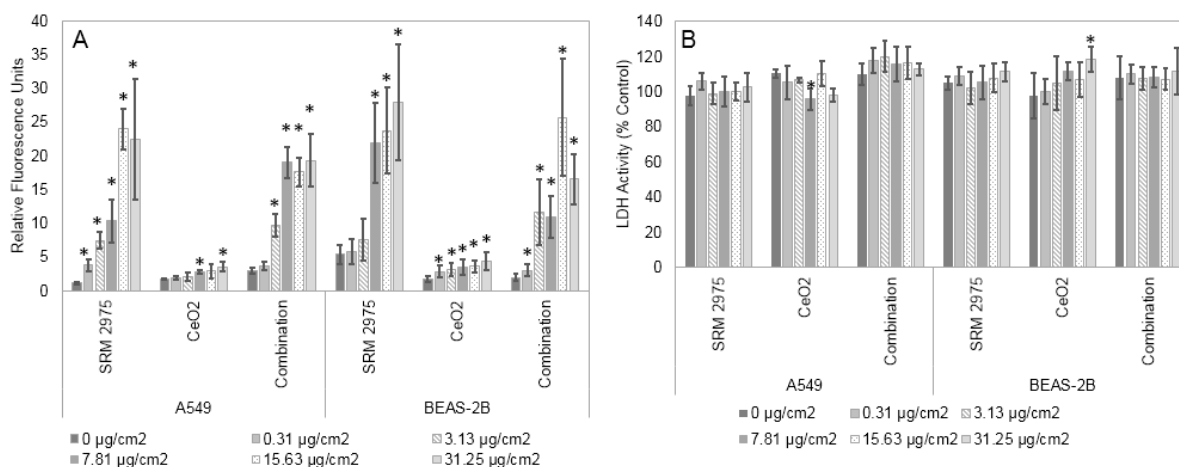 A
Relative Fluorescence Units
40
35
30
25
20
15
10
5
0
* * * * *
* *
* * * *
* * *
* * * * *
* * * * *
SRM 2975
CeO2
Combination
SRM 2975
CeO2
Combination
A549
BEAS-2B
0 µg/cm2 0.31 µg/cm2 3.13 µg/cm2
7.81 µg/cm2 15.63 µg/cm2 31.25 µg/cm2
B
LDH Activity (% Control)
140
120
100
80
60
40
20
0
*
*
SRM 2975
CeO2
Combination
SRM 2975
CeO2
Combination
A549
BEAS-2B
0 µg/cm2 0.31 µg/cm2 3.13 µg/cm2
7.81 µg/cm2 15.63 µg/cm2 31.25 µg/cm2